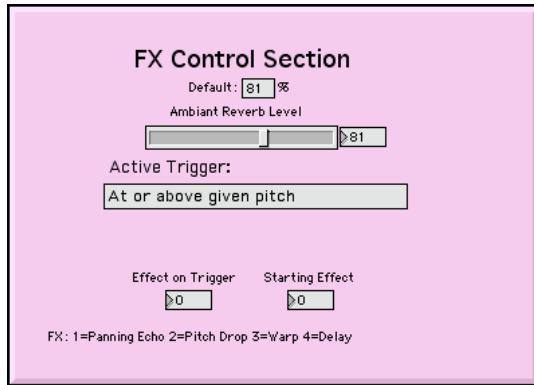 FX Control Section
Default: 81 %
Ambiant Reverb Level
81
Active Trigger:
At or above given pitch
Effect on Trigger Starting Effect
0 0
FX: 1=Panning Echo 2=Pitch Drop 3=Warp 4=Delay